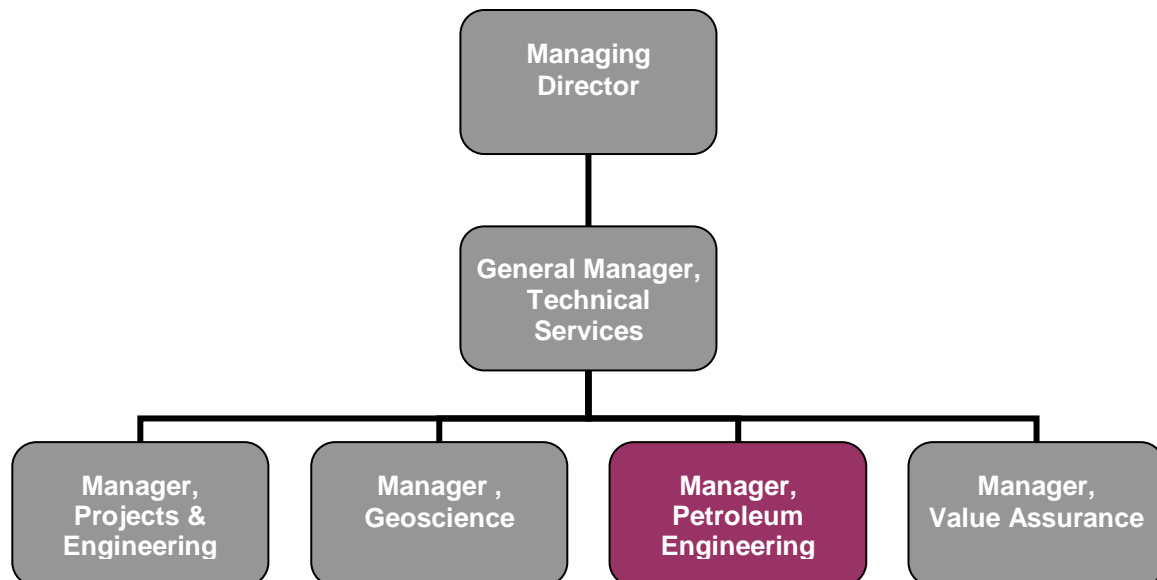 Managing
Director
General Manager,
Technical
Services
Manager,
Projects &
Engineering
Manager ,
Geoscience
Manager,
Petroleum
Engineering
Manager,
Value Assurance